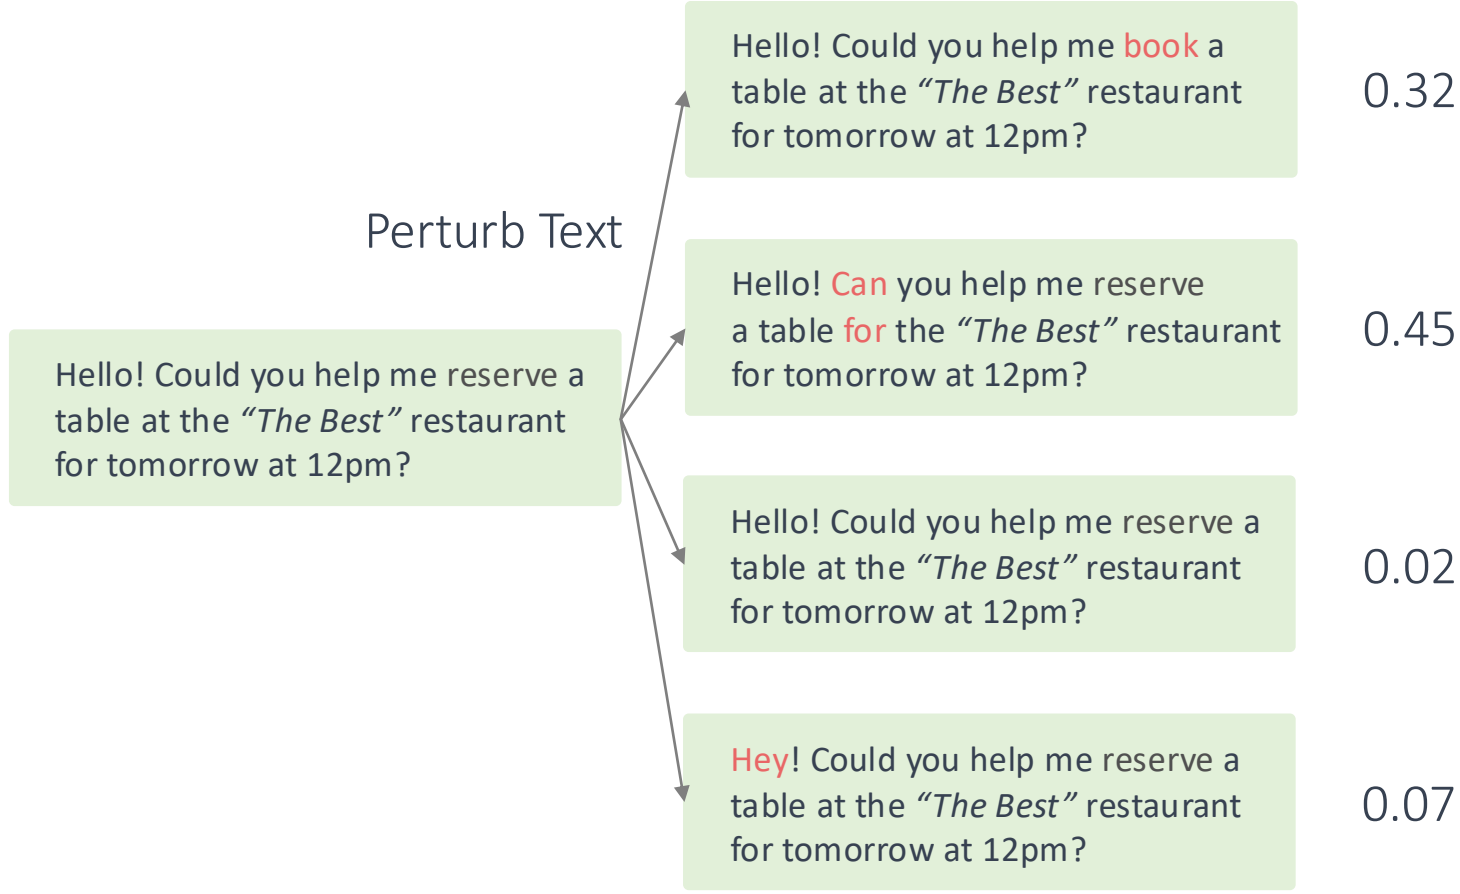 Perturb Text
Hello! Could you help me reserve a
table at the “The Best” restaurant
for tomorrow at 12pm?
Hello! Could you help me book a
table at the “The Best” restaurant
for tomorrow at 12pm?
0.32
Hello! Can you help me reserve
a table for the “The Best” restaurant
for tomorrow at 12pm?
0.45
Hello! Could you help me reserve a
table at the “The Best” restaurant
for tomorrow at 12pm?
0.02
Hey! Could you help me reserve a
table at the “The Best” restaurant
for tomorrow at 12pm?
0.07